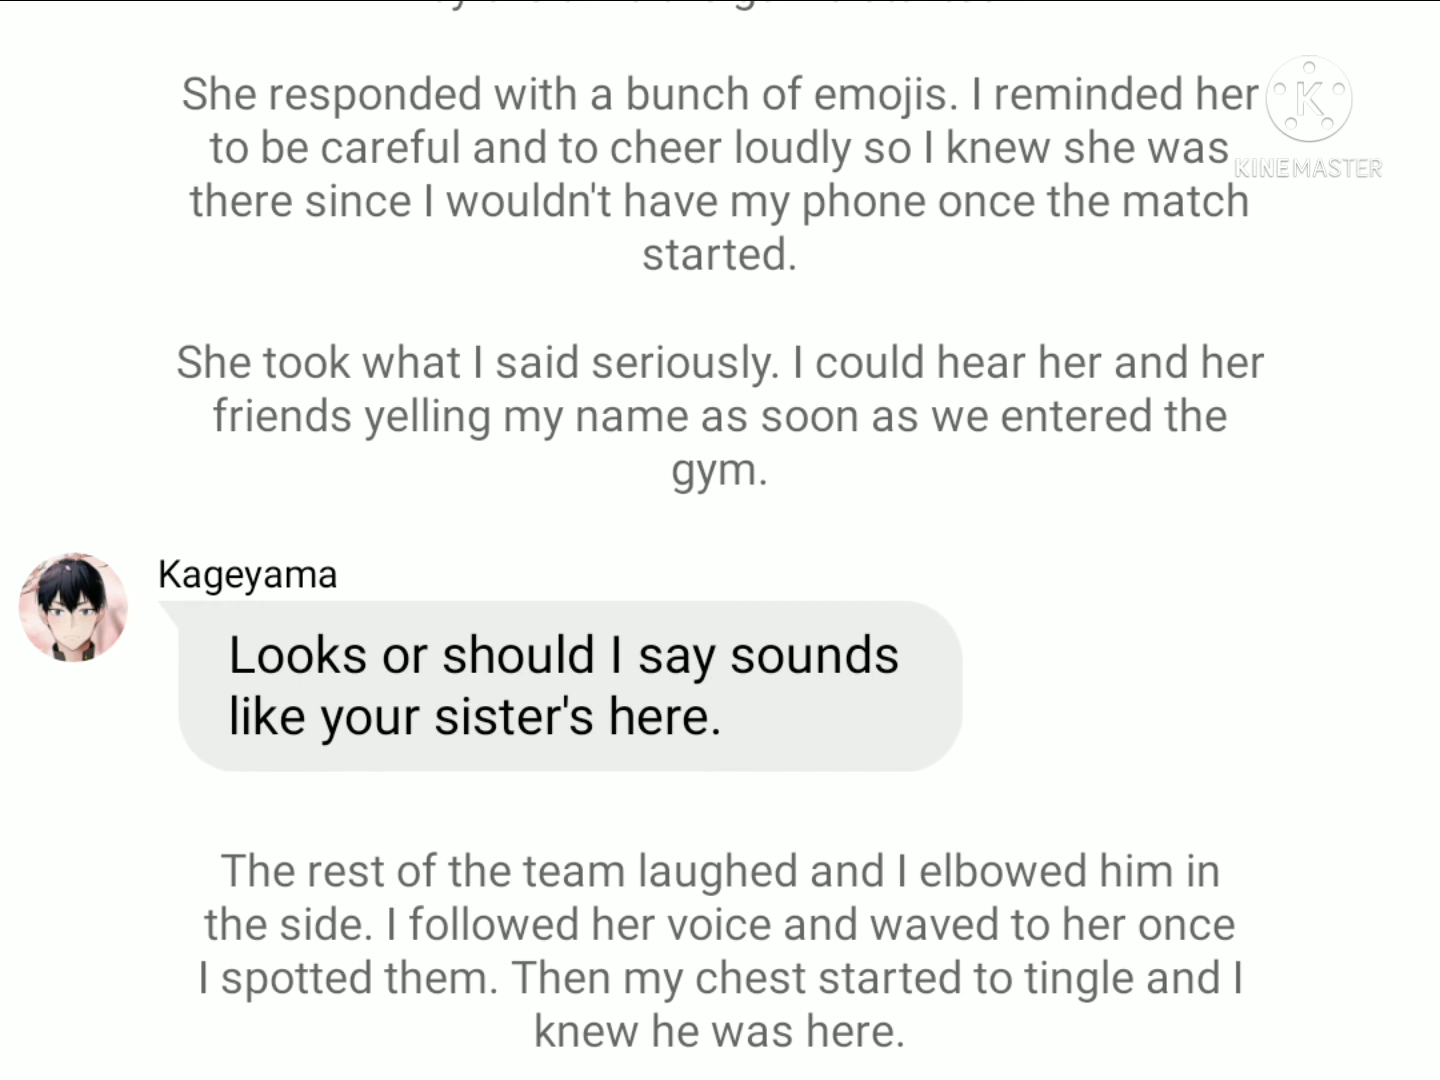 She responded with a bunch of emojis. I reminded her
to be careful and to cheer loudly so I knew she was
there since I wouldn't have my phone once the match
started.
She took what I said seriously. I could hear her and her
friends yelling my name as soon as we entered the
gym.
Kageyama
Looks or should I say sounds
like your sister's here.
The rest of the team laughed and I elbowed him in
the side. I followed her voice and waved to her once
I spotted them. Then my chest started to tingle and I
knew he was here.
K
KINEMASTER